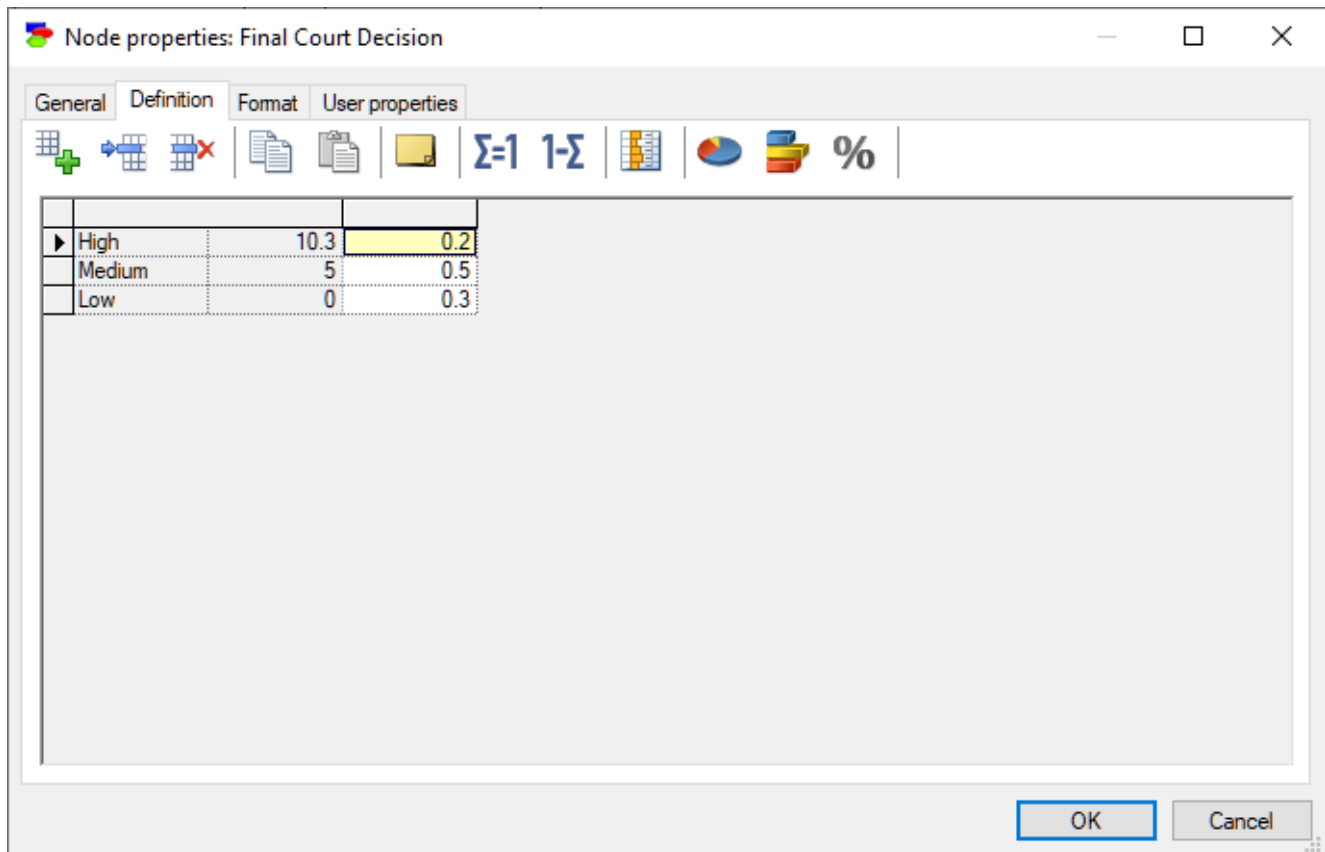 Node properties: Final Court Decision
General Definition Format User properties
Σ=1 1-Σ %
High 10.3 0.2
Medium 5 0.5
Low 0 0.3
OK Cancel